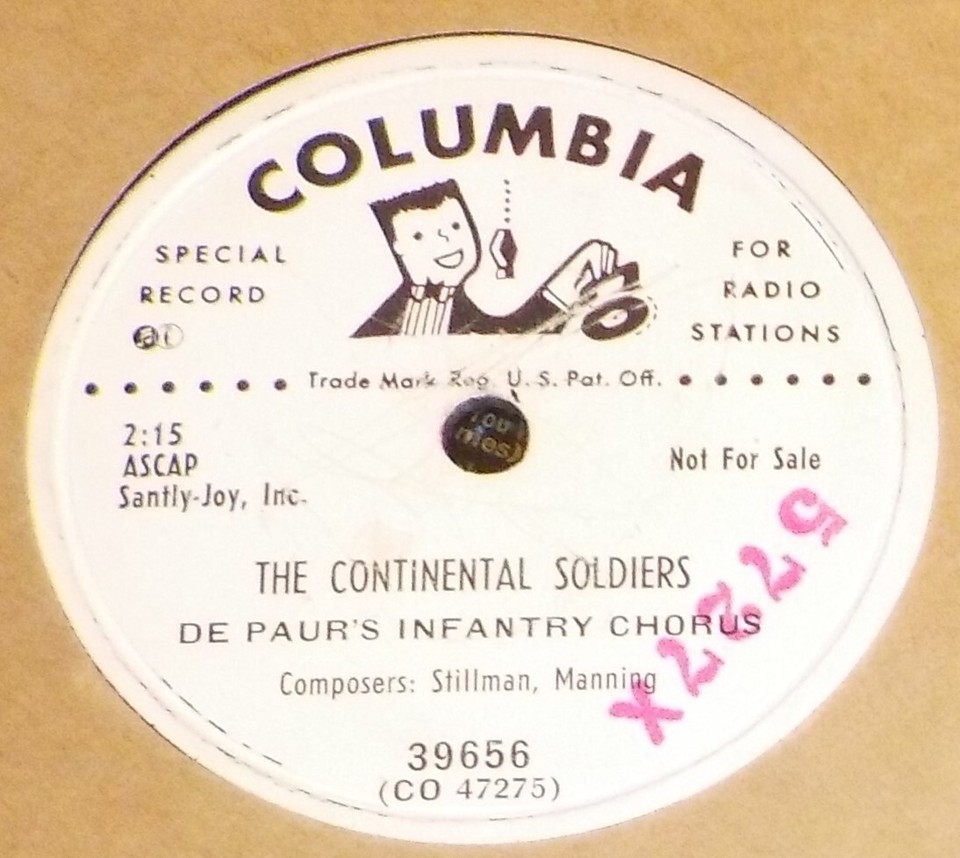 COLUMBIA
SPECIAL
RECORD
FOR
RADIO
STATIONS
Trade Mark Reg. U. S. Pat. Off.
2:15
ASCAP
Santly-Joy, Inc.
Not For Sale
THE CONTINENTAL SOLDIERS
DE PAUR'S INFANTRY CHORUS
Composers: Stillman, Manning
39656
(CO 47275)